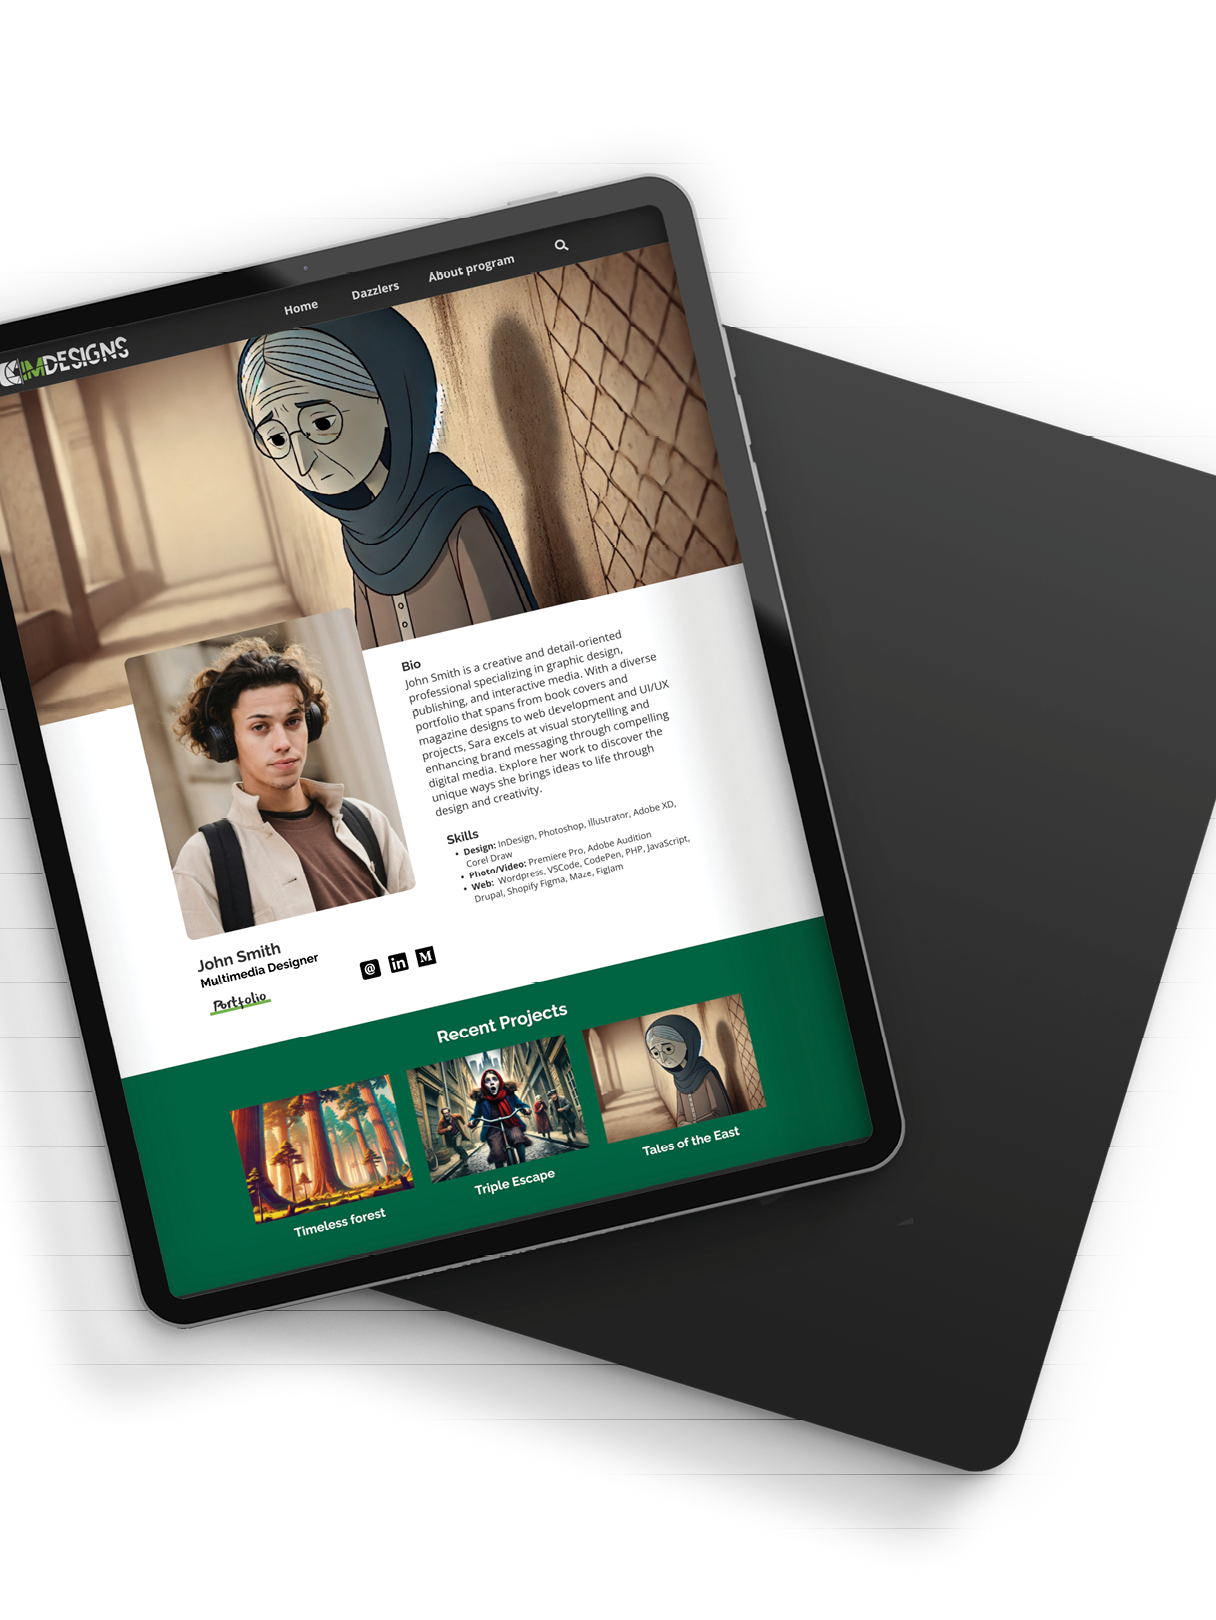 IMDESIGNS
Home
Dazzlers
About program
Bio
John Smith is a creative and detail-oriented
professional specializing in graphic design,
publishing, and interactive media. With a diverse
portfolio that spans from book covers and
magazine designs to web development and UI/UX
projects, Sara excels at visual storytelling and
enhancing brand messaging through compelling
digital media. Explore her work to discover the
unique ways she brings ideas to life through
design and creativity.
Skills
• Design: InDesign, Photoshop, Illustrator, Adobe XD,
Corel Draw
• Photo/Video: Premiere Pro, Adobe Audition
• Web: Wordpress, VSCode, CodePen, PHP, JavaScript,
Drupal, Shopify Figma, Maze, FigJam
John Smith
Multimedia Designer
Portfolio
@
in
M
Recent Projects
Timeless forest
Triple Escape
Tales of the East